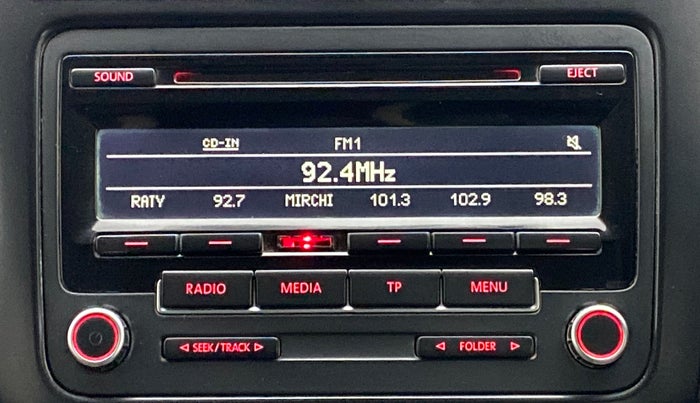 SOUND EJECT
CD-IN FM1
92.4MHz
RATY 92.7 MIRCHI 101.3 102.9 98.3
RADIO MEDIA TP MENU
SEEK/TRACK FOLDER